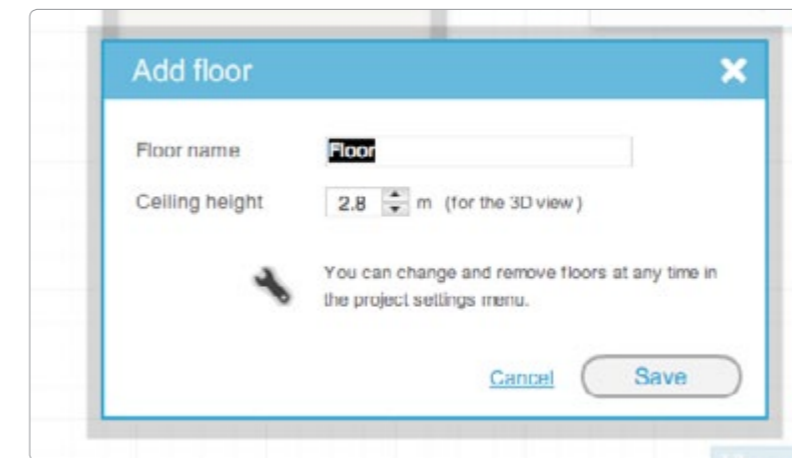 Add floor
Floor name Floor
Ceiling height 2.8 m (for the 3D view)
You can change and remove floors at any time in
the project settings menu.
Cancel Save